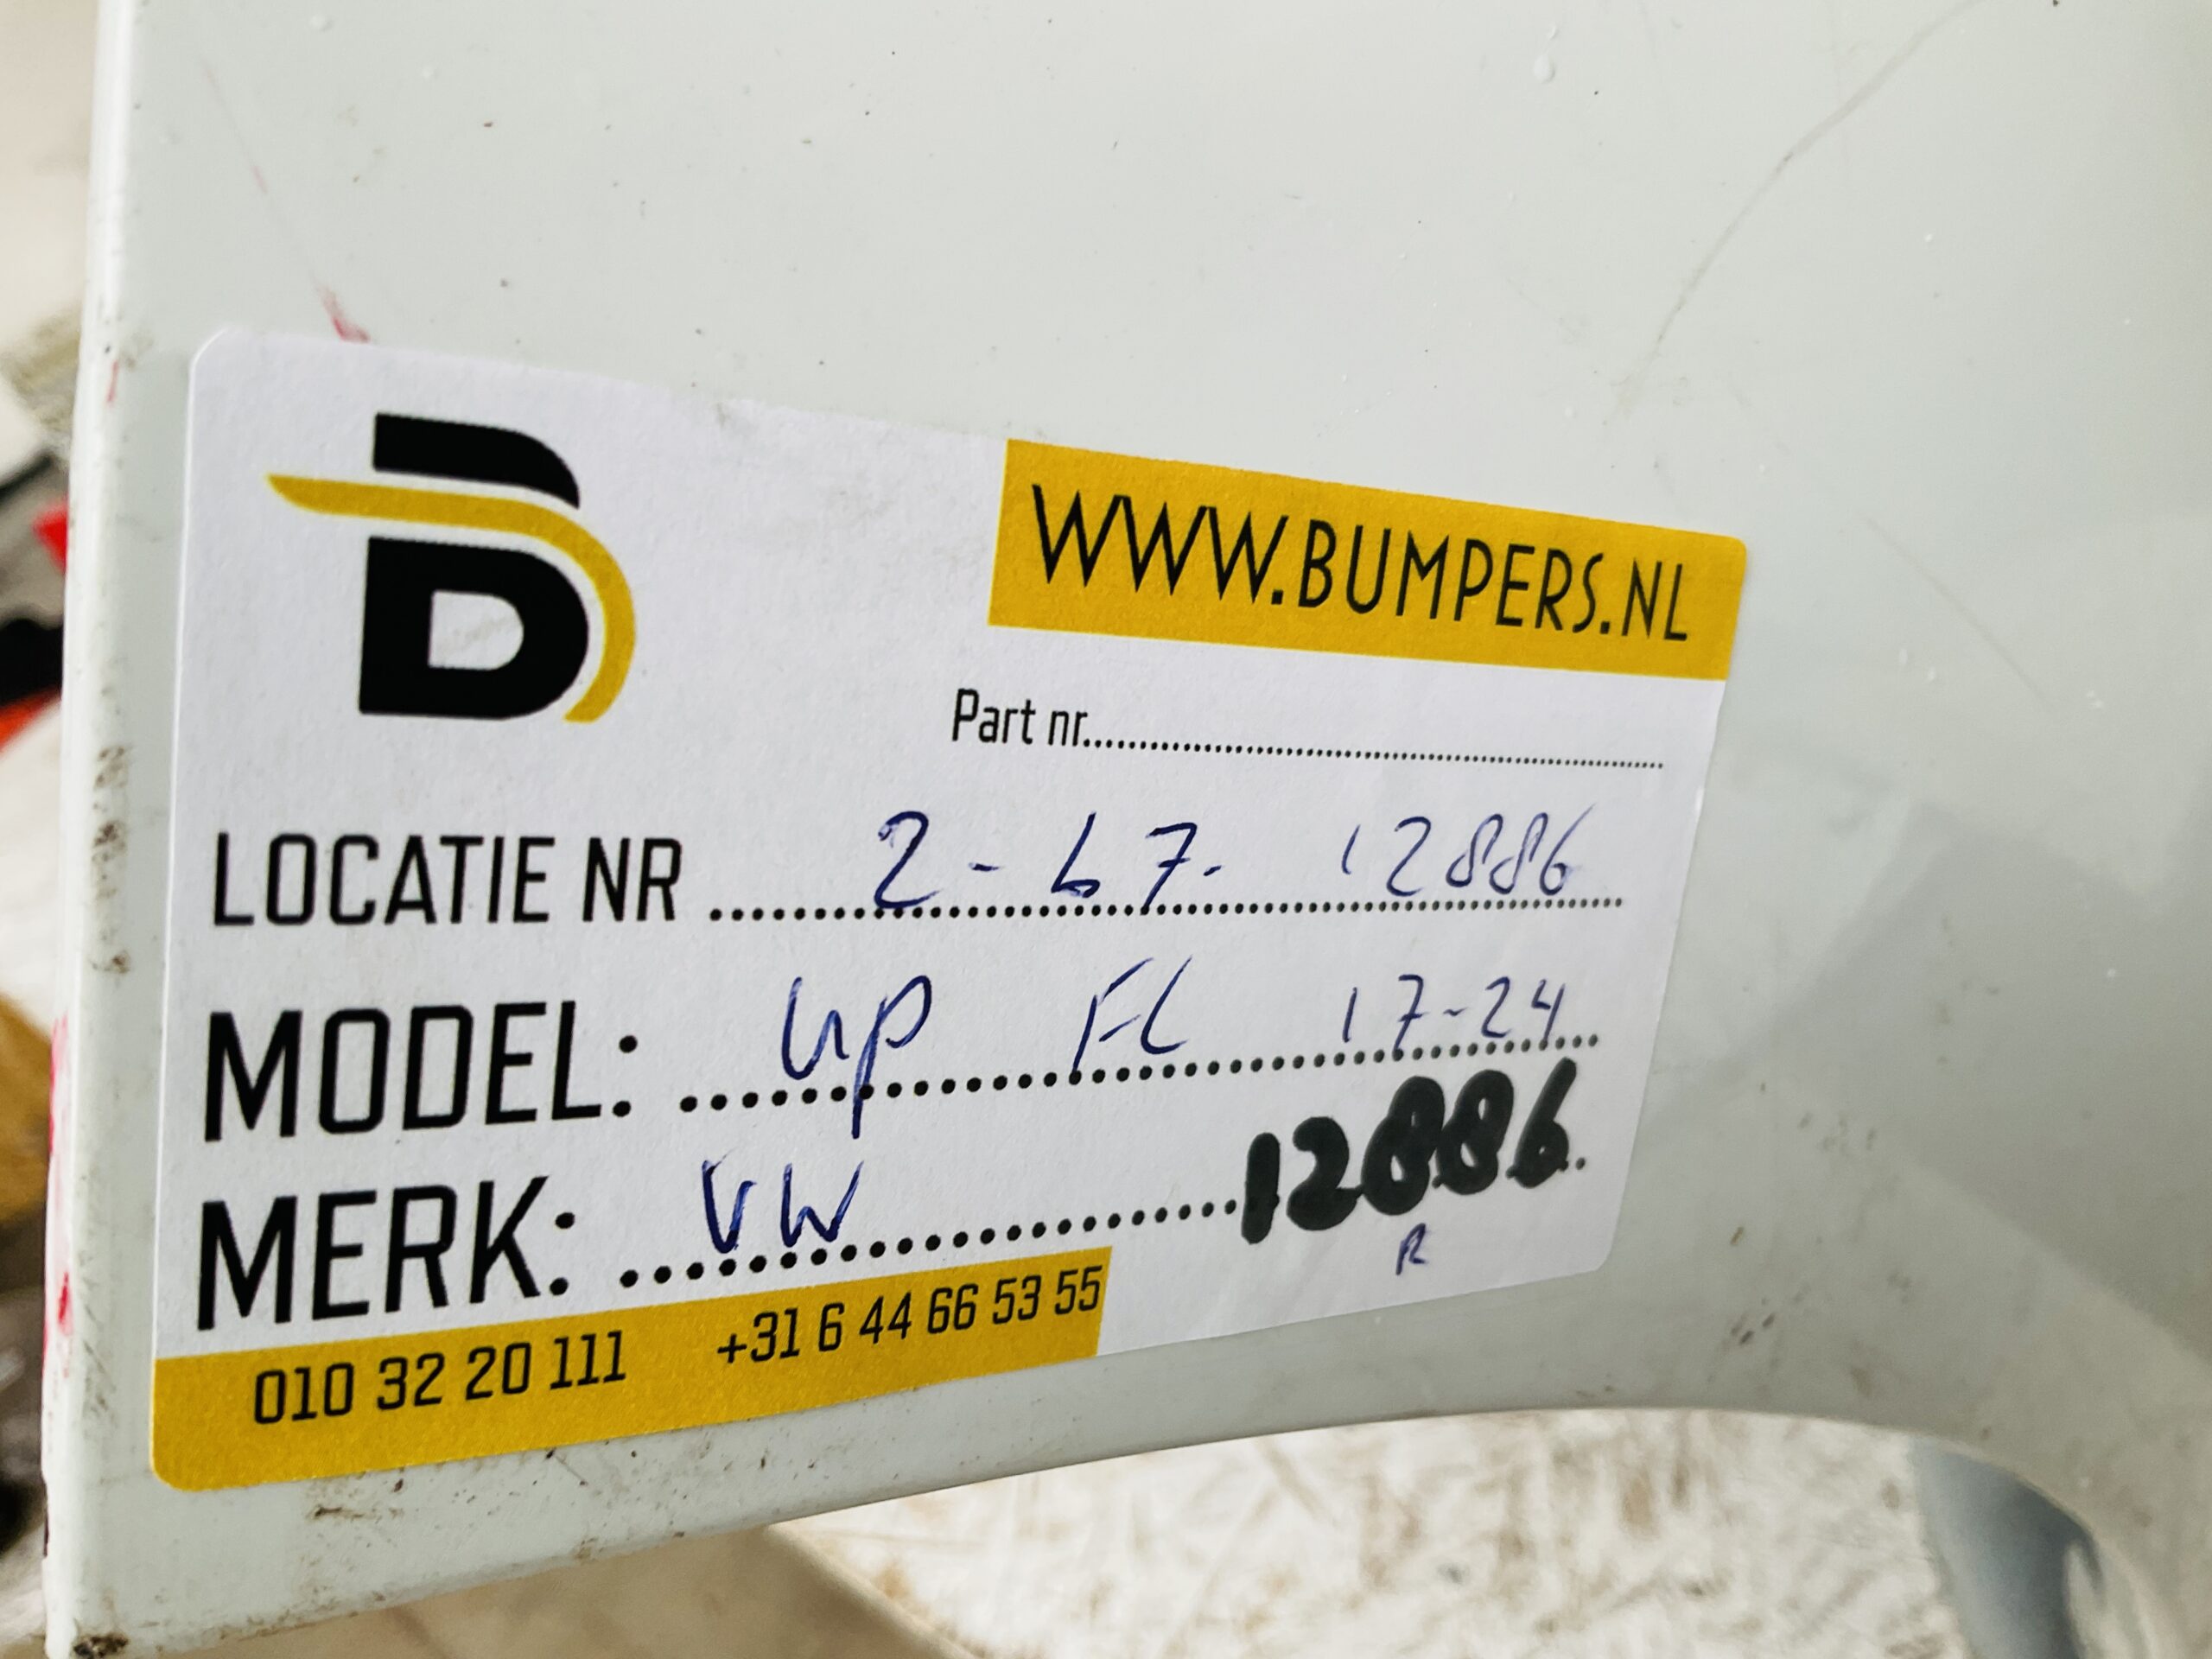 WWW.BUMPERS.NL
Part nr.
LOCATIE NR 2-b7- 12886
MODEL: up FL 17-24
MERK: VW 12886
R
010 32 20 111 +31 6 44 66 53 55